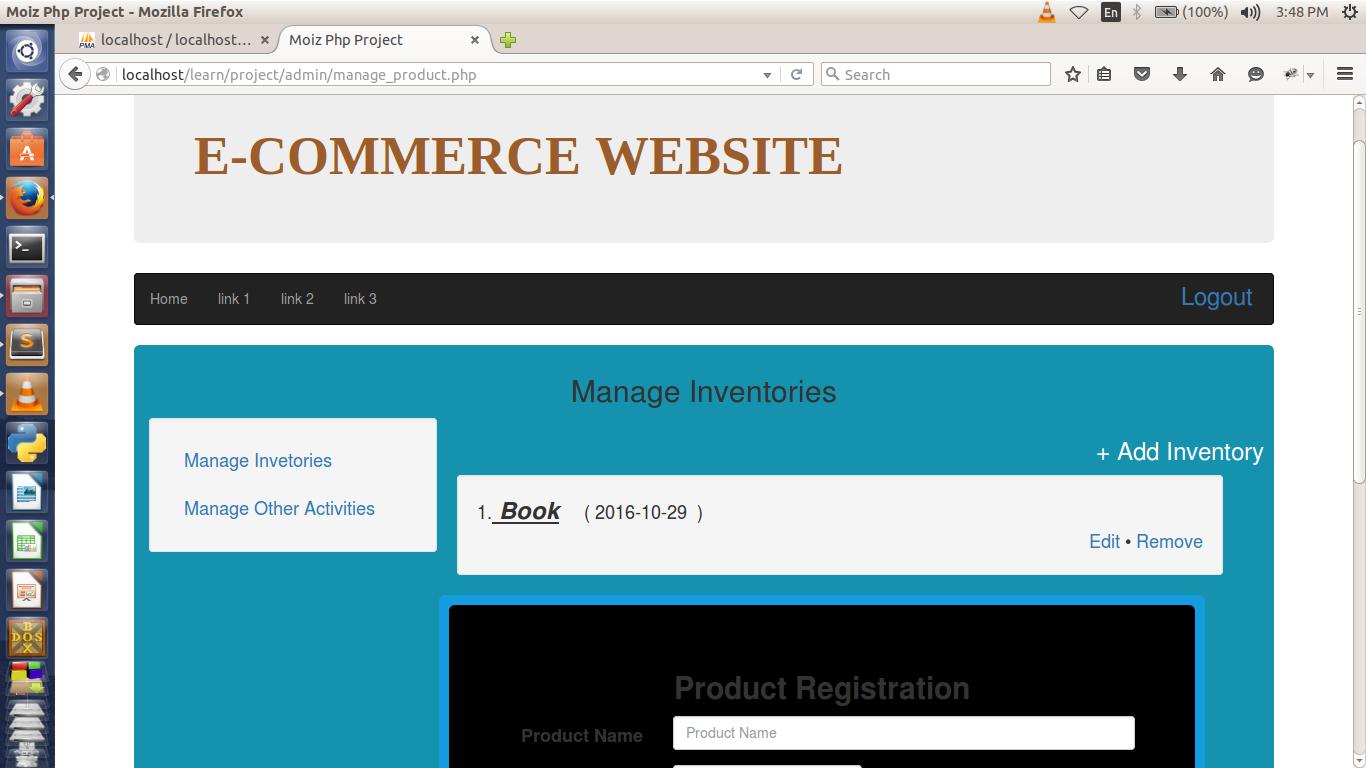 Moiz Php Project - Mozilla Firefox
En
(100%)
3:48 PM
PMA
localhost / localhost...
Moiz Php Project
localhost/learn/project/admin/manage_product.php
Search
E-COMMERCE WEBSITE
Home
link 1
link 2
link 3
Logout
Manage Inventories
Manage Invetories
Manage Other Activities
+ Add Inventory
1. Book ( 2016-10-29 )
Edit • Remove
Product Registration
Product Name
Product Name